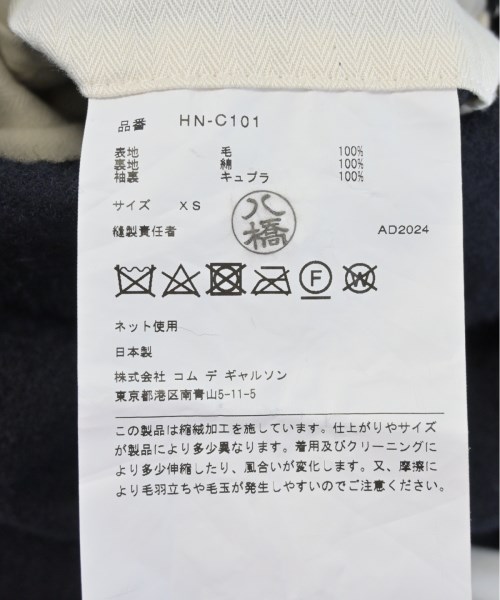 品番 HN-C101
表地 毛 100%
裏地 綿 100%
袖裏 キュプラ 100%
サイズ XS
八橋
縫製責任者 AD2024
F W
ネット使用
日本製
株式会社 コム デ ギャルソン
東京都港区南青山5-11-5
この製品は縮絨加工を施しています。仕上がりやサイズ
が製品により多少異なります。着用及びクリーニングに
より多少伸縮したり、風合いが変化します。又、摩擦に
より毛羽立ちや毛玉が発生しやすいのでご注意ください。